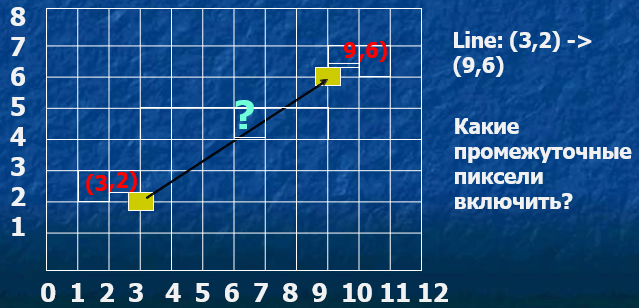 8
7
6
5
4
3
2
1
0 1 2 3 4 5 6 7 8 9 10 11 12
(3,2)
?
9,6)
Line: (3,2) ->
(9,6)
Какие
промежуточные
пиксели
включить?